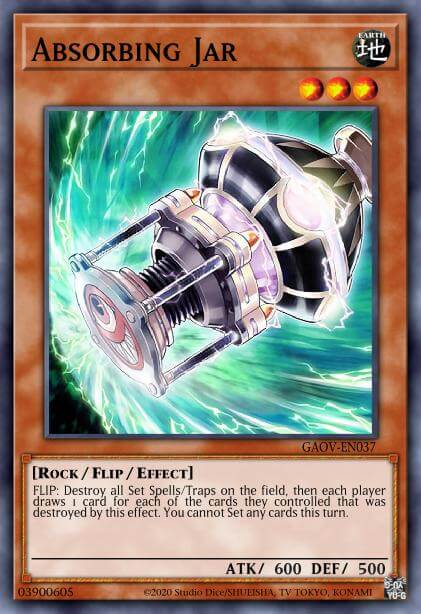 Absorbing Jar
EARTH
地
GAOV-EN037
[Rock / Flip / Effect]
FLIP: Destroy all Set Spells/Traps on the field, then each player
draws 1 card for each of the cards they controlled that was
destroyed by this effect. You cannot Set any cards this turn.
ATK/ 600 DEF/ 500
03900605
©2020 Studio Dice/SHUEISHA, TV TOKYO, KONAMI